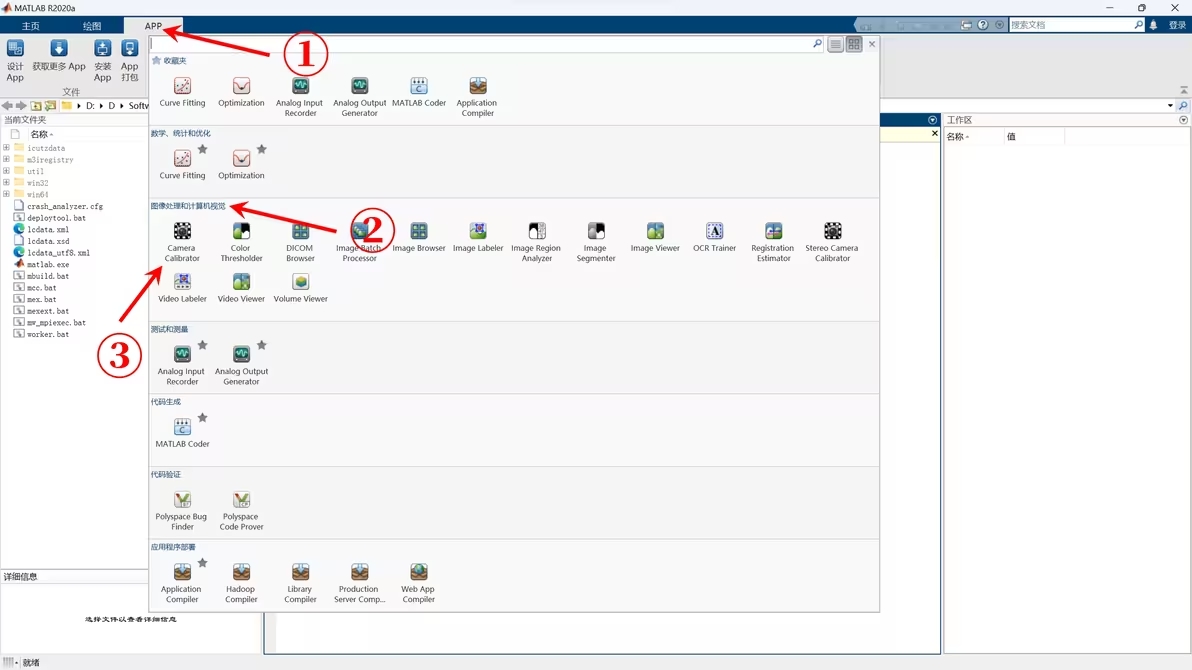 MATLAB R2020a
主页 绘图 APP
搜索文档 登录
设计 App
获取更多 App
安装 App
App 打包
文件
①
D: D Softw
收藏夹
Curve Fitting
Optimization
Analog Input Recorder
Analog Output Generator
MATLAB Coder
Application Compiler
数学、统计和优化
Curve Fitting
Optimization
图像处理和计算机视觉
②
Camera Calibrator
Color Thresholder
DICOM Browser
Image Batch Processor
Image Browser
Image Labeler
Image Region Analyzer
Image Segmenter
Image Viewer
OCR Trainer
Registration Estimator
Stereo Camera Calibrator
Video Labeler
Video Viewer
Volume Viewer
③
测试和测量
Analog Input Recorder
Analog Output Generator
代码生成
MATLAB Coder
代码验证
Polyspace Bug Finder
Polyspace Code Prover
应用程序部署
Application Compiler
Hadoop Compiler
Library Compiler
Production Server Comp...
Web App Compiler
当前文件夹
名称
icutzdata
m3iregistry
util
win32
win64
crash_analyzer.cfg
deploytool.bat
lcdata.xml
lcdata.xsd
lcdata_utf8.xml
matlab.exe
mbuild.bat
mcc.bat
mex.bat
mexext.bat
mw_mpiexec.bat
worker.bat
详细信息
选择文件以查看详细信息
工作区
名称 值
就绪